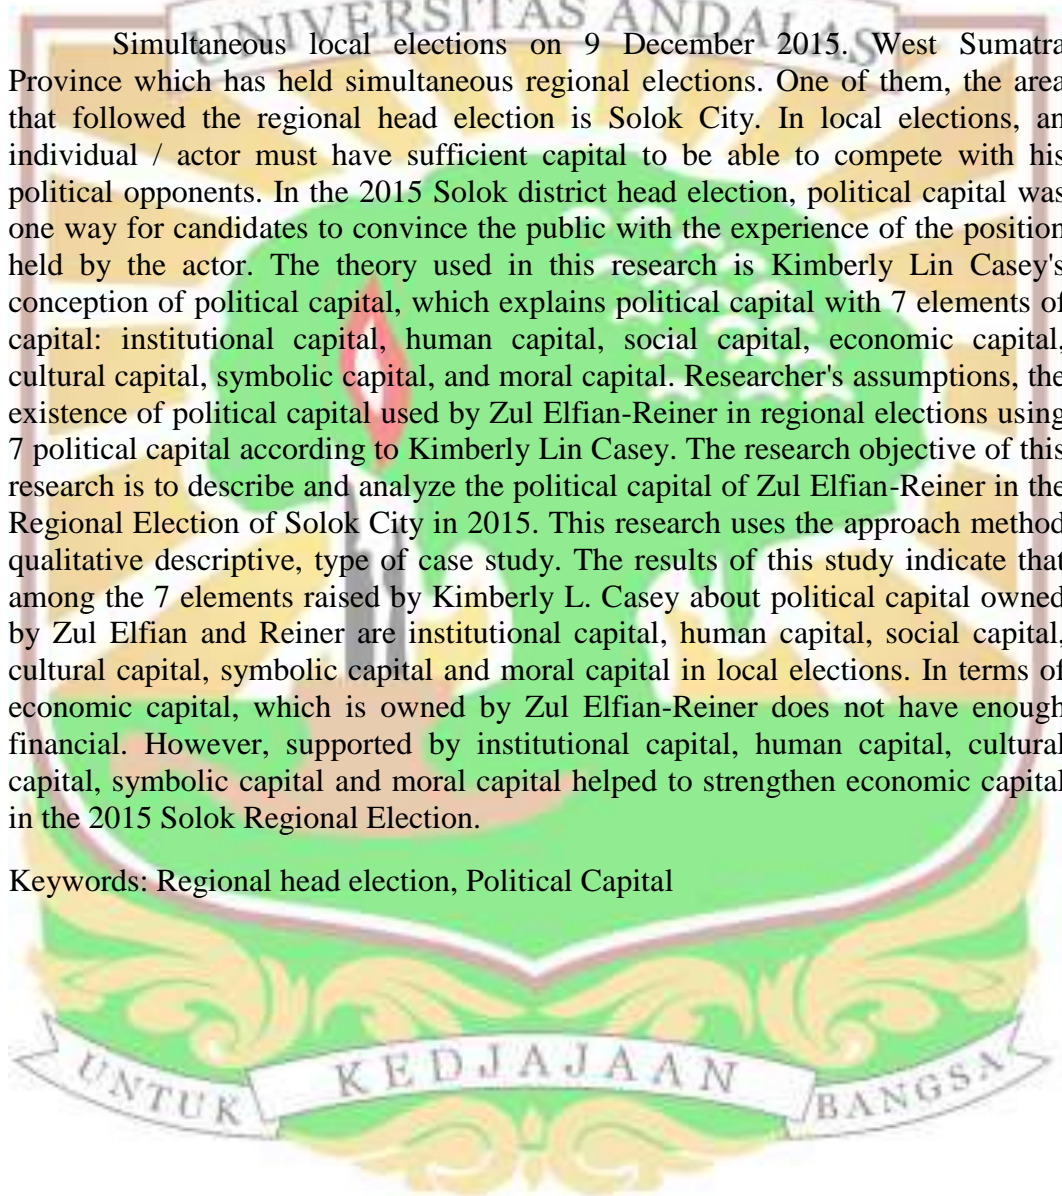 UNIVERSITAS ANDALAS
Simultaneous local elections on 9 December 2015. West Sumatra
Province which has held simultaneous regional elections. One of them, the area
that followed the regional head election is Solok City. In local elections, an
individual / actor must have sufficient capital to be able to compete with his
political opponents. In the 2015 Solok district head election, political capital was
one way for candidates to convince the public with the experience of the position
held by the actor. The theory used in this research is Kimberly Lin Casey's
conception of political capital, which explains political capital with 7 elements of
capital: institutional capital, human capital, social capital, economic capital,
cultural capital, symbolic capital, and moral capital. Researcher's assumptions, the
existence of political capital used by Zul Elfian-Reiner in regional elections using
7 political capital according to Kimberly Lin Casey. The research objective of this
research is to describe and analyze the political capital of Zul Elfian-Reiner in the
Regional Election of Solok City in 2015. This research uses the approach method
qualitative descriptive, type of case study. The results of this study indicate that
among the 7 elements raised by Kimberly L. Casey about political capital owned
by Zul Elfian and Reiner are institutional capital, human capital, social capital,
cultural capital, symbolic capital and moral capital in local elections. In terms of
economic capital, which is owned by Zul Elfian-Reiner does not have enough
financial. However, supported by institutional capital, human capital, cultural
capital, symbolic capital and moral capital helped to strengthen economic capital
in the 2015 Solok Regional Election.
Keywords: Regional head election, Political Capital
UNTUK KEDJAJAAN BANGSA